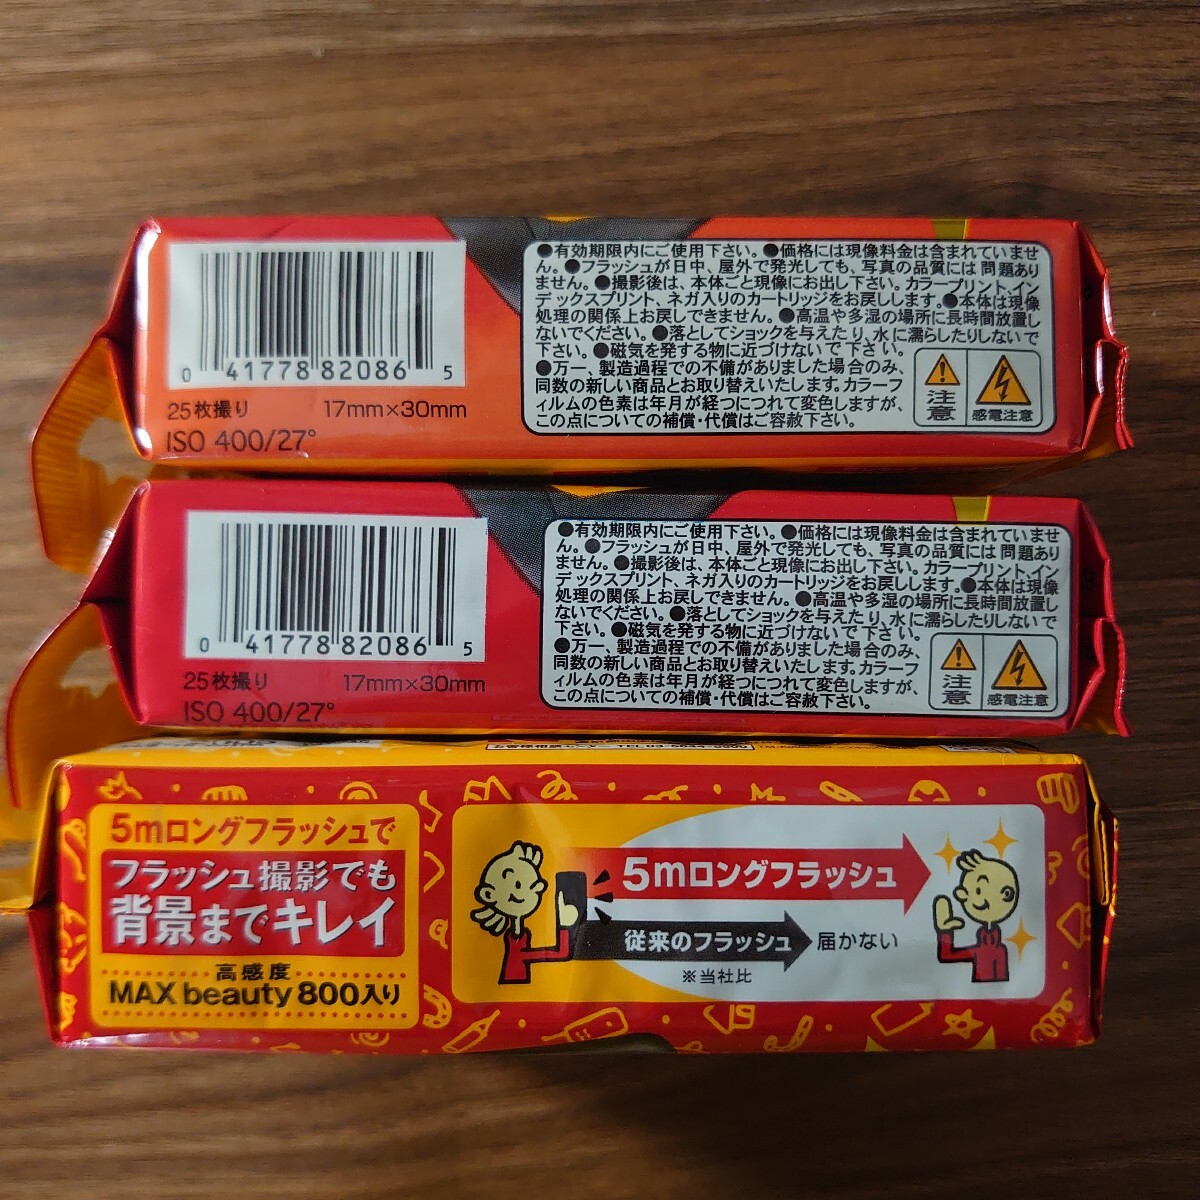 0 41778 82086 5
25枚撮り 17mm×30mm
ISO 400/27°
●有効期限内にご使用下さい。●価格には現像料金は含まれていませ
ん。●フラッシュが日中、屋外で発光しても、写真の品質には問題あり
ません。●撮影後は、本体ごと現像にお出し下さい。カラープリント、イン
デックスプリント、ネガ入りのカートリッジをお戻しします。●本体は現像
処理の関係上お戻しできません。●高温や多湿の場所に長時間放置し
ないでください。●落としてショックを与えたり、水に濡らしたりしないで
下さい。●磁気を発する物に近づけないで下さい。
●万一、製造過程での不備がありました場合のみ、
同数の新しい商品とお取り替えいたします。カラーフ
ィルムの色素は年月が経つにつれて変色しますが、
この点についての補償・代償はご容赦下さい。
注意
感電注意
0 41778 82086 5
25枚撮り 17mm×30mm
ISO 400/27°
●有効期限内にご使用下さい。●価格には現像料金は含まれていませ
ん。●フラッシュが日中、屋外で発光しても、写真の品質には問題あり
ません。●撮影後は、本体ごと現像にお出し下さい。カラープリント、イン
デックスプリント、ネガ入りのカートリッジをお戻しします。●本体は現像
処理の関係上お戻しできません。●高温や多湿の場所に長時間放置し
ないでください。●落としてショックを与えたり、水に濡らしたりしないで
下さい。●磁気を発する物に近づけないで下さい。
●万一、製造過程での不備がありました場合のみ、
同数の新しい商品とお取り替えいたします。カラーフ
ィルムの色素は年月が経つにつれて変色しますが、
この点についての補償・代償はご容赦下さい。
注意
感電注意
5mロングフラッシュで
フラッシュ撮影でも
背景までキレイ
高感度
MAX beauty 800入り
5mロングフラッシュ
従来のフラッシュ 届かない
※当社比